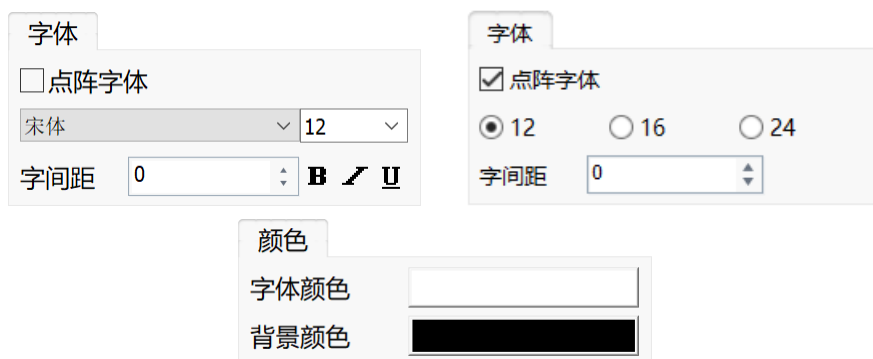 字体
点阵字体
宋体 12
字间距 0 B I U
字体
点阵字体
12 16 24
字间距 0
颜色
字体颜色
背景颜色